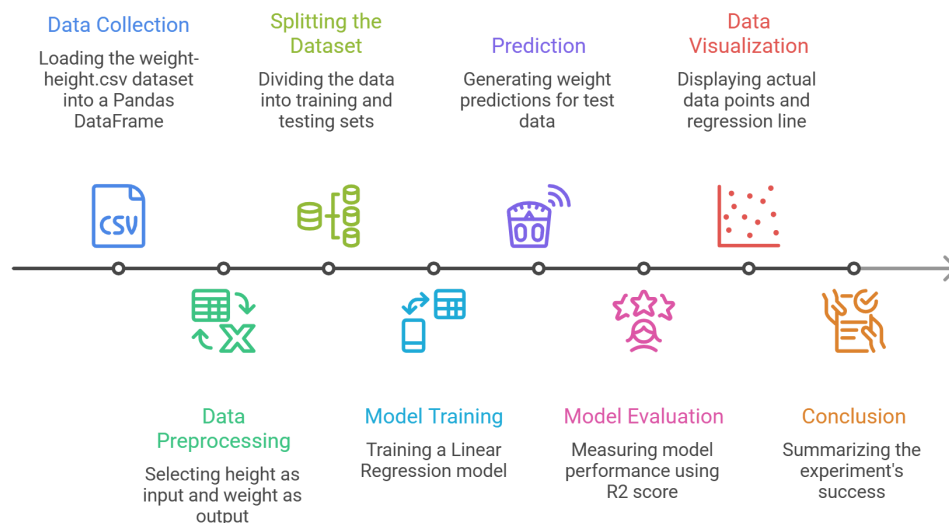 Data Collection
Loading the weight-
height.csv dataset
into a Pandas
DataFrame
Splitting the
Dataset
Dividing the data
into training and
testing sets
Prediction
Generating weight
predictions for test
data
Data
Visualization
Displaying actual
data points and
regression line
CSV
Data
Preprocessing
Selecting height as
input and weight as
output
Model Training
Training a Linear
Regression model
Model Evaluation
Measuring model
performance using
R2 score
Conclusion
Summarizing the
experiment's
success